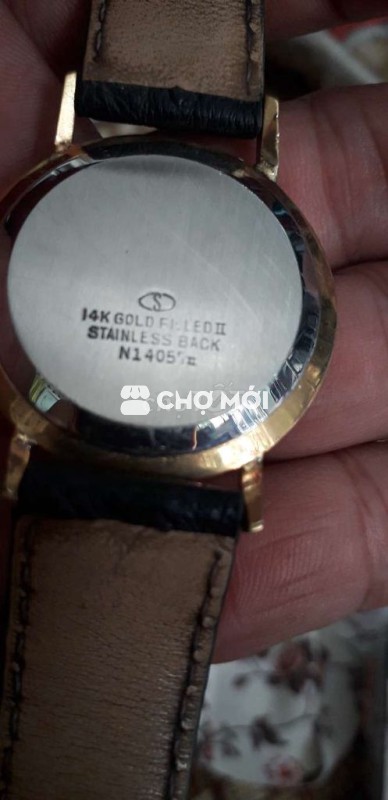 S
14K GOLD FILLED II
STAINLESS BACK
CHỢ MỚI